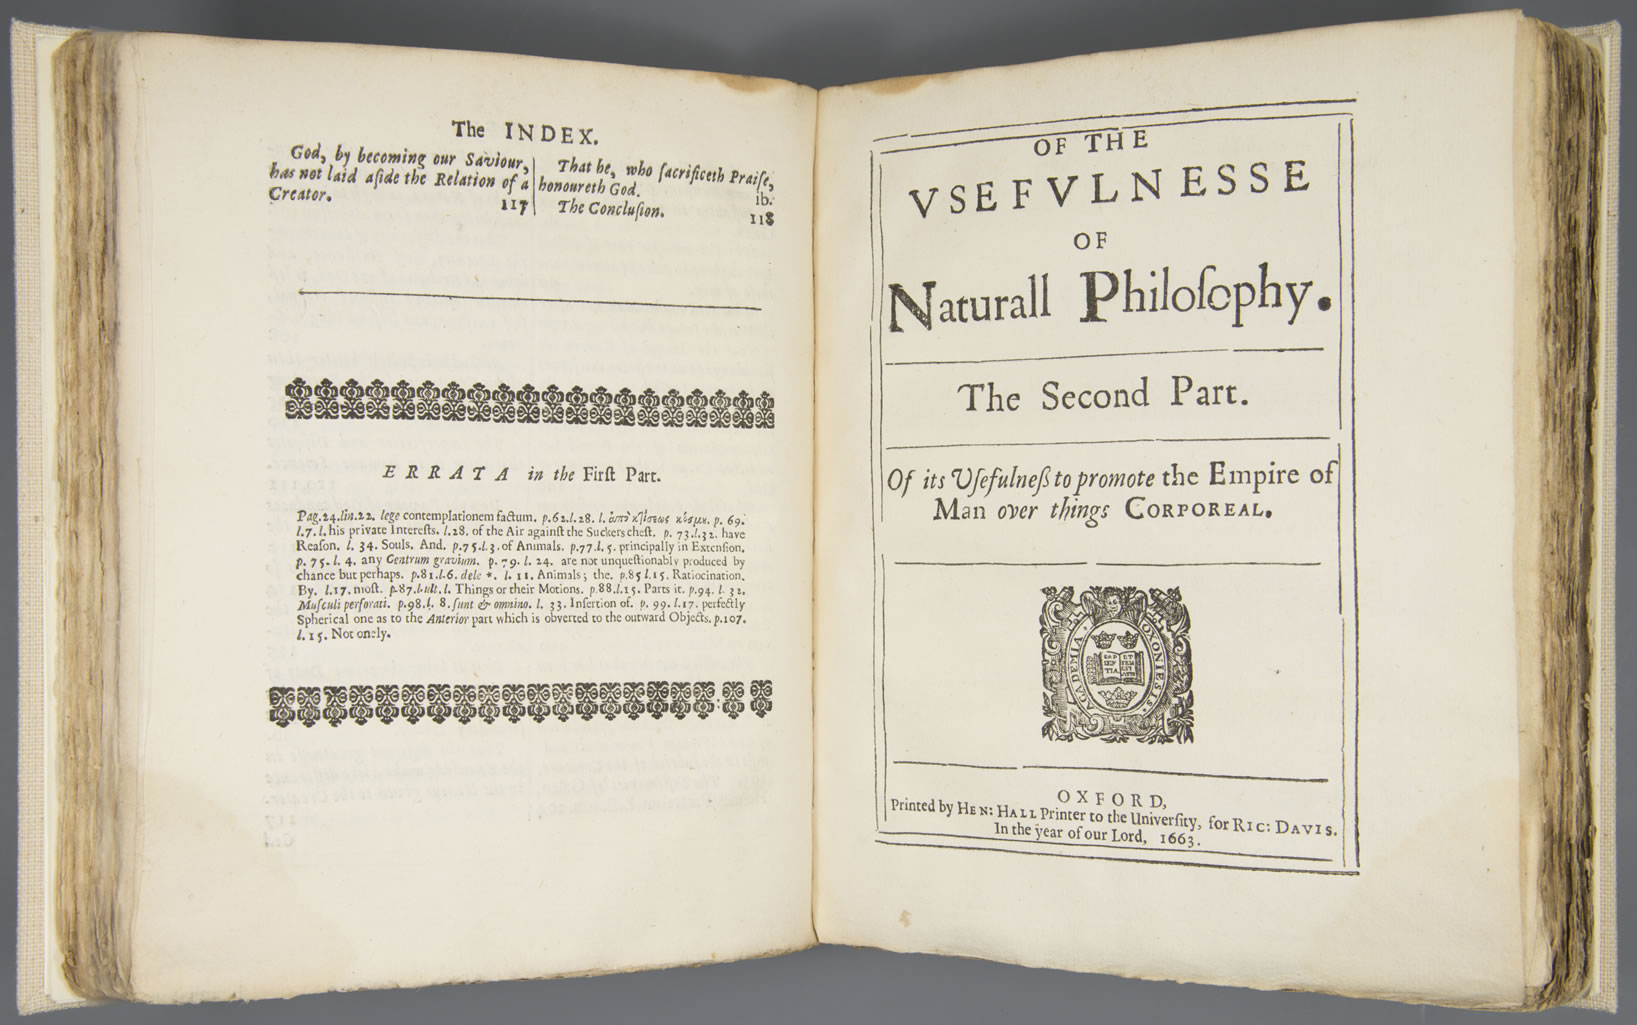 The INDEX.
God, by becoming our Saviour,
has not laid aſide the Relation of a
Creator. 117
That he, who ſacrificeth Praiſe,
honoureth God. ib.
The Concluſion. 118
ERRATA in the Firſt Part.
Pag.24.lin.22. lege contemplationem factum. p.62.l.28. l. ἀπὸ κτίσεως κόσμου. p. 69.
l.7.l. his private Intereſts. l.28. of the Air againſt the Suckers cheſt. p. 73.l.32. have
Reaſon. l. 34. Souls. And. p.75.l.3. of Animals. p.77.l. 5. principally in Extenſion.
p. 75. l. 4. any Centrum gravium. p. 79. l. 24. are not unqueſtionably produced by
chance but perhaps. p.81.l.6. dele *. l. 11. Animals; the. p.85 l.15. Ratiocination.
By. l.17. moſt. p.87.l.ult. l. Things or their Motions. p.88.l.15. Parts it. p.94. l. 32.
Muſculi perforati. p.98.l. 8. ſunt & omnino. l. 33. Inſertion of. p. 99. l.17. perfectly
Spherical one as to the Anterior part which is obverted to the outward Objects. p.107.
l. 15. Not onely.
OF THE
VSEFVLNESSE
OF
Naturall Philoſophy.
The Second Part.
Of its Vſefulneß to promote the Empire of
Man over things CORPOREAL.
ACADEMIA OXONIENSIS
SAP
SEP
TIA
OXFORD,
Printed by HEN: HALL Printer to the Univerſity, for RIC: DAVIS.
In the year of our Lord, 1663.